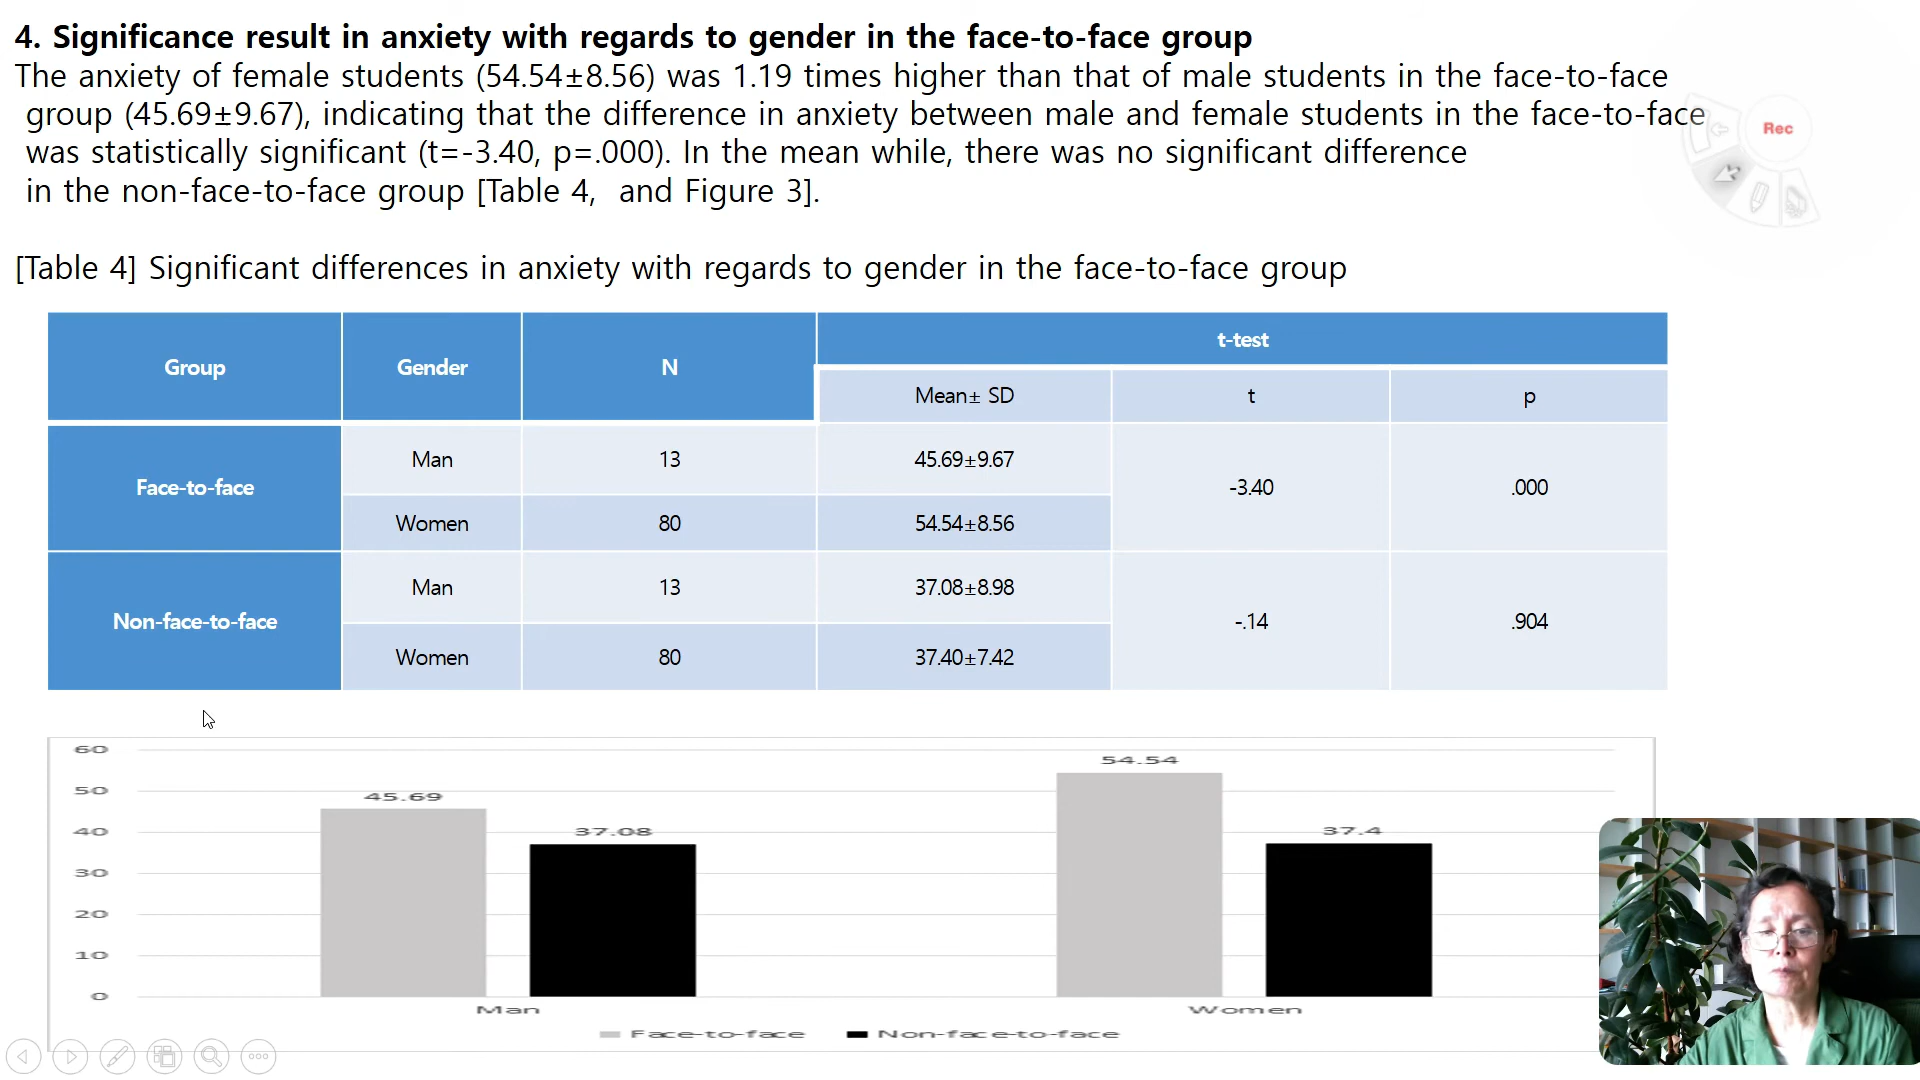 4. Significance result in anxiety with regards to gender in the face-to-face group
The anxiety of female students (54.54±8.56) was 1.19 times higher than that of male students in the face-to-face
group (45.69±9.67), indicating that the difference in anxiety between male and female students in the face-to-face
was statistically significant (t=-3.40, p=.000). In the mean while, there was no significant difference
in the non-face-to-face group [Table 4, and Figure 3].
Rec
[Table 4] Significant differences in anxiety with regards to gender in the face-to-face group
Group Gender N t-test
Mean± SD t p
Face-to-face Man 13 45.69±9.67 -3.40 .000
Women 80 54.54±8.56
Non-face-to-face Man 13 37.08±8.98 -.14 .904
Women 80 37.40±7.42
60
50
40
30
20
10
0
45.69
37.08
54.54
37.4
Man Women
Face-to-face Non-face-to-face